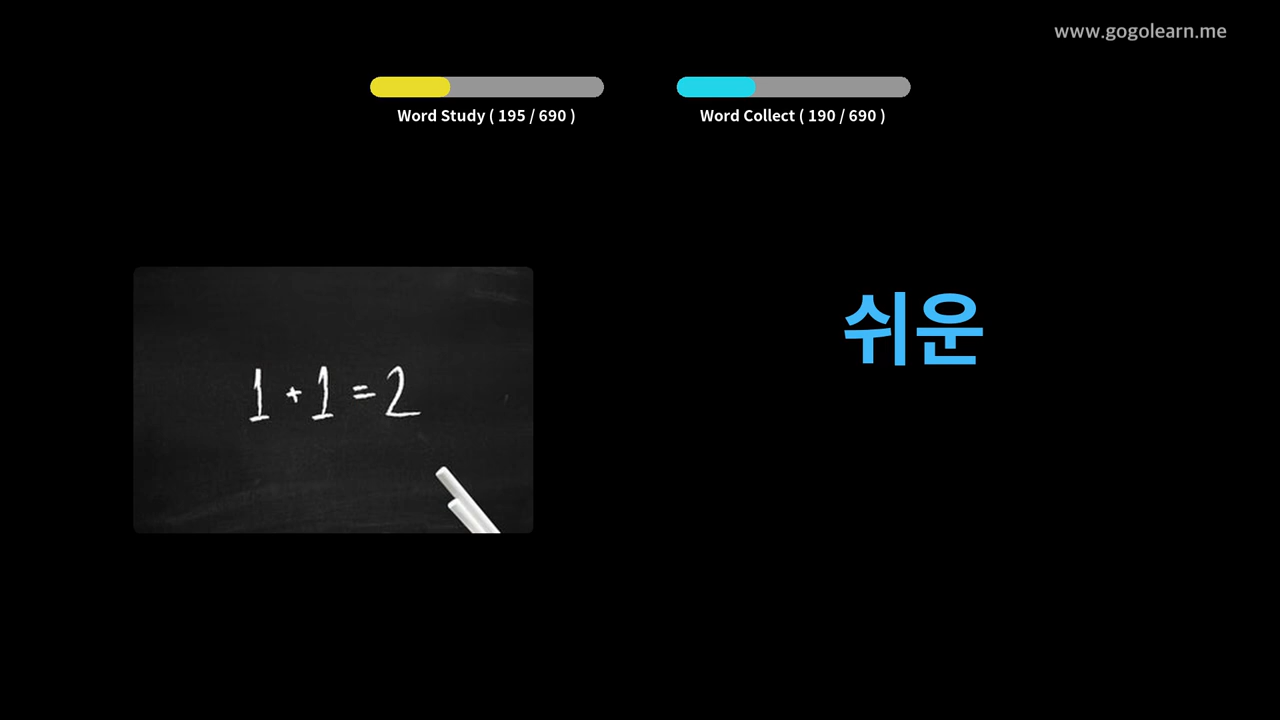 www.gogolearn.me
Word Study ( 195 / 690 )
Word Collect ( 190 / 690 )
쉬운
1 + 1 = 2